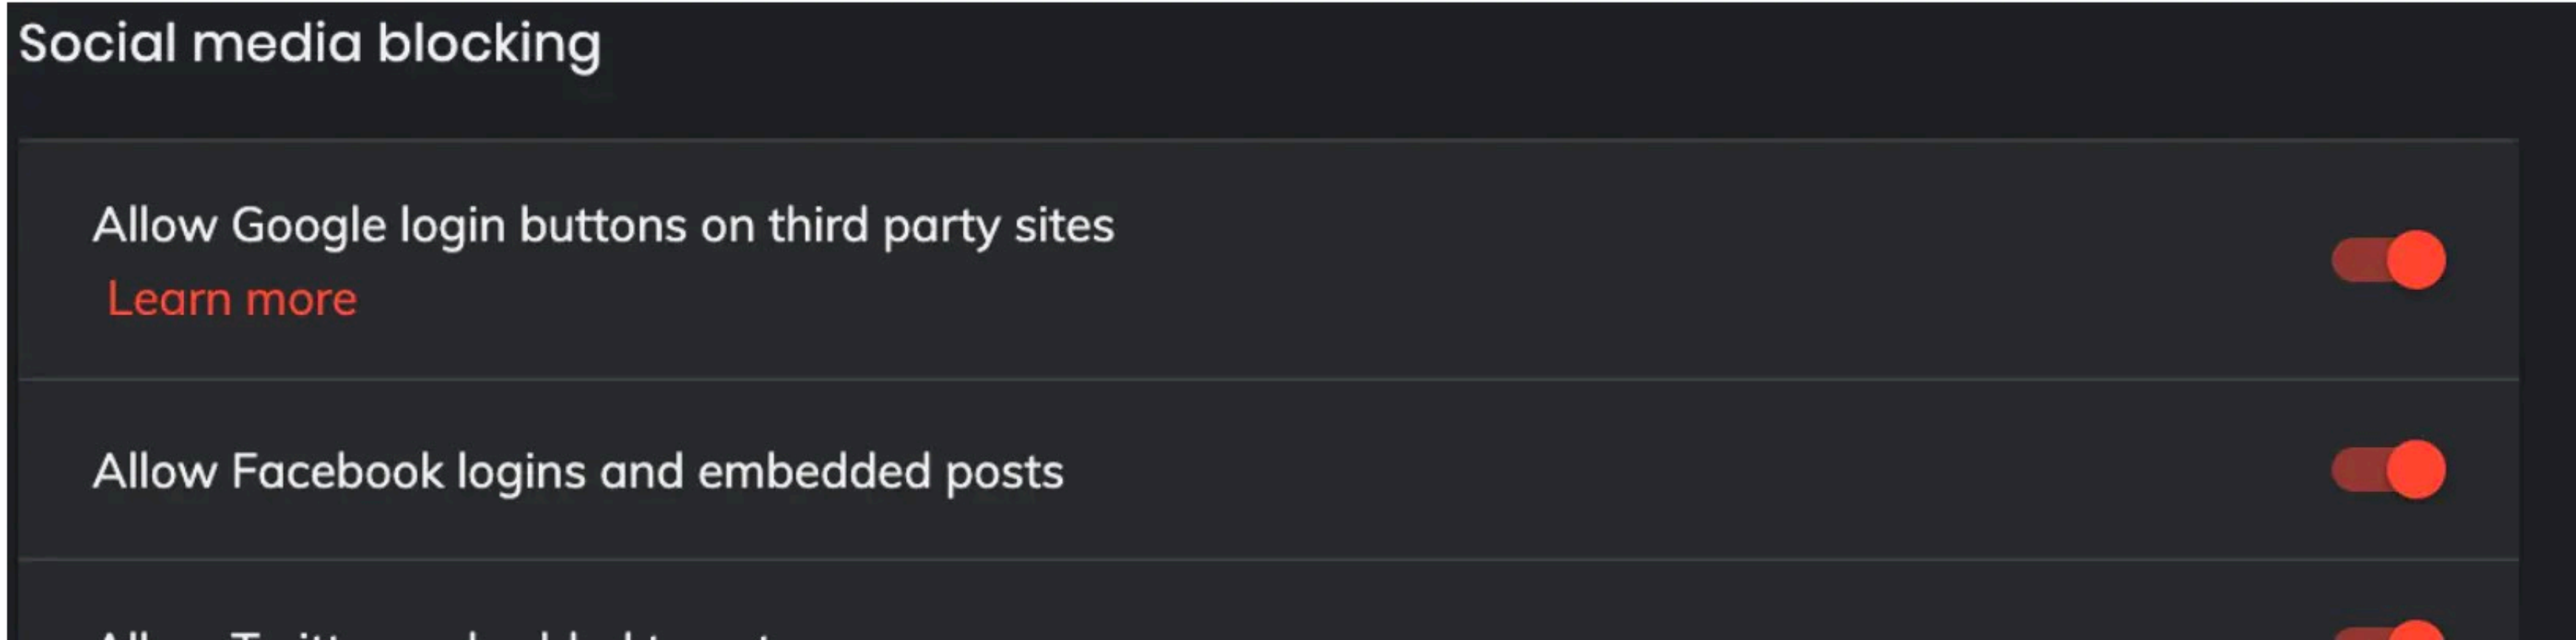 Social media blocking
Allow Google login buttons on third party sites
Learn more
Allow Facebook logins and embedded posts